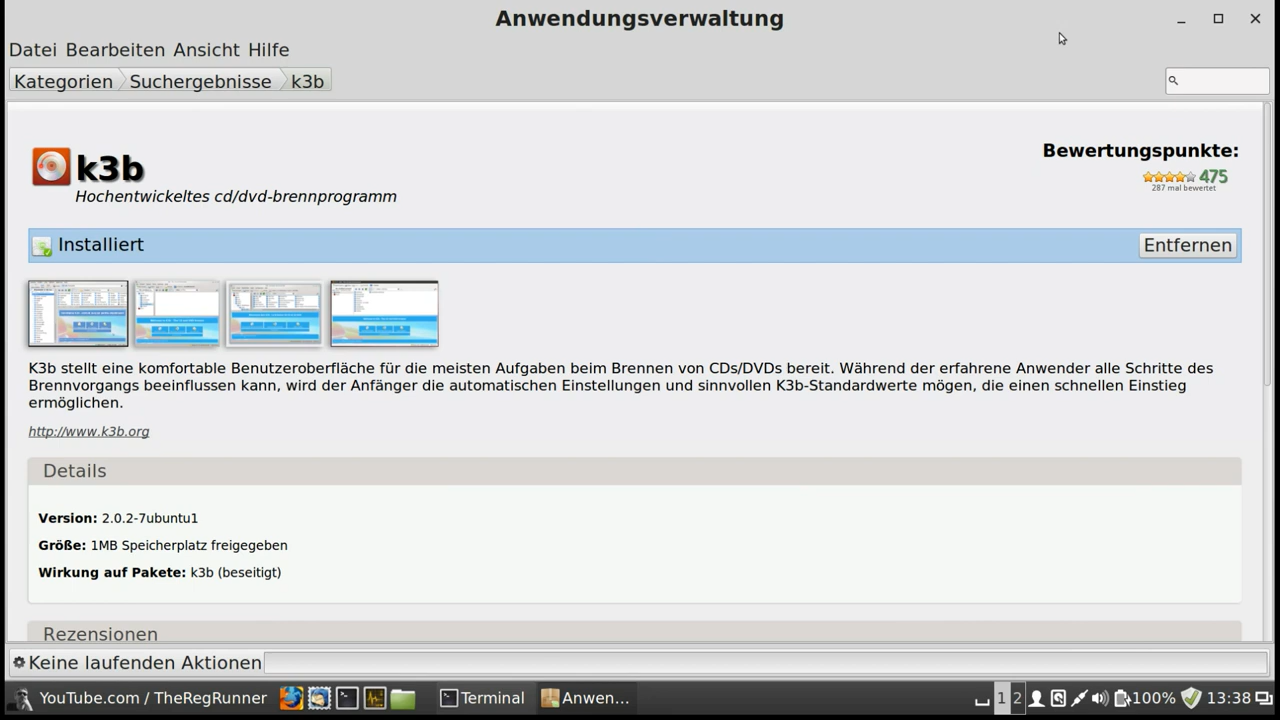 Anwendungsverwaltung
Datei Bearbeiten Ansicht Hilfe
Kategorien Suchergebnisse k3b
k3b
Hochentwickeltes cd/dvd-brennprogramm
Bewertungspunkte:
475
287 mal bewertet
Installiert
Entfernen
K3b stellt eine komfortable Benutzeroberfläche für die meisten Aufgaben beim Brennen von CDs/DVDs bereit. Während der erfahrene Anwender alle Schritte des
Brennvorgangs beeinflussen kann, wird der Anfänger die automatischen Einstellungen und sinnvollen K3b-Standardwerte mögen, die einen schnellen Einstieg
ermöglichen.
http://www.k3b.org
Details
Version: 2.0.2-7ubuntu1
Größe: 1MB Speicherplatz freigegeben
Wirkung auf Pakete: k3b (beseitigt)
Rezensionen
Keine laufenden Aktionen
YouTube.com / TheRegRunner Terminal Anwen... 1 2 100% 13:38